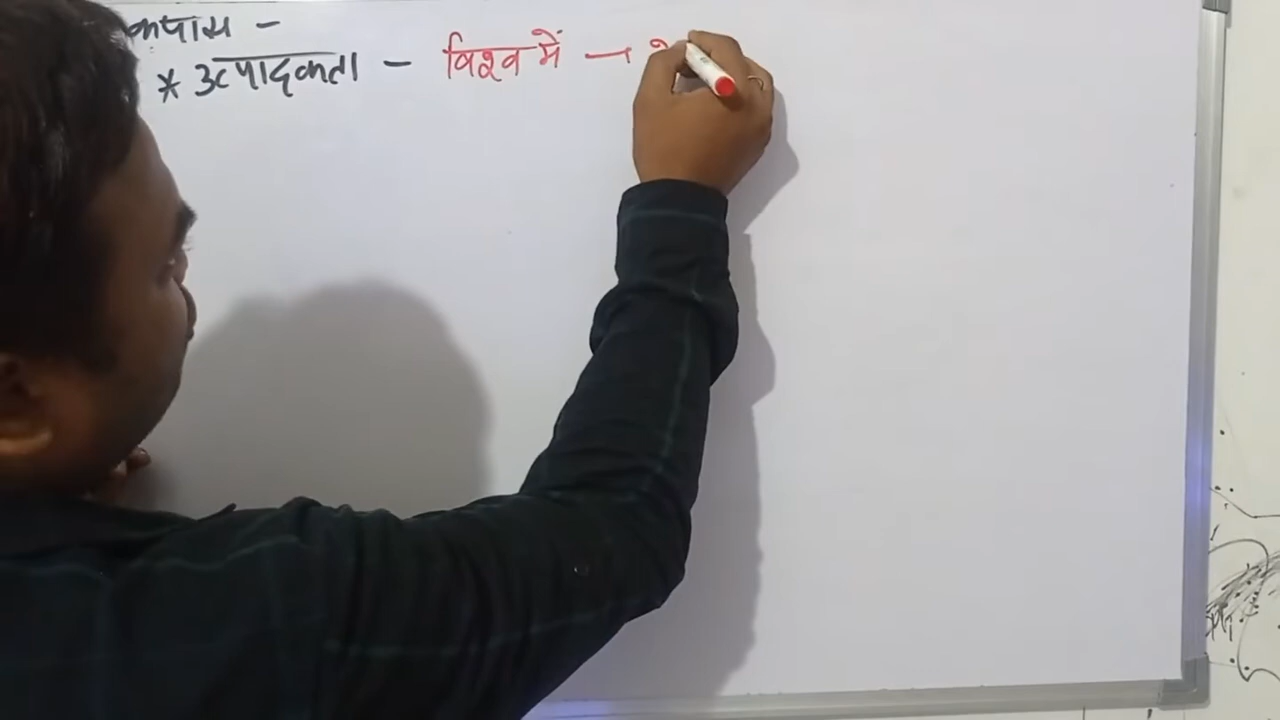 कपास -
* उत्पादकता - विश्व में →